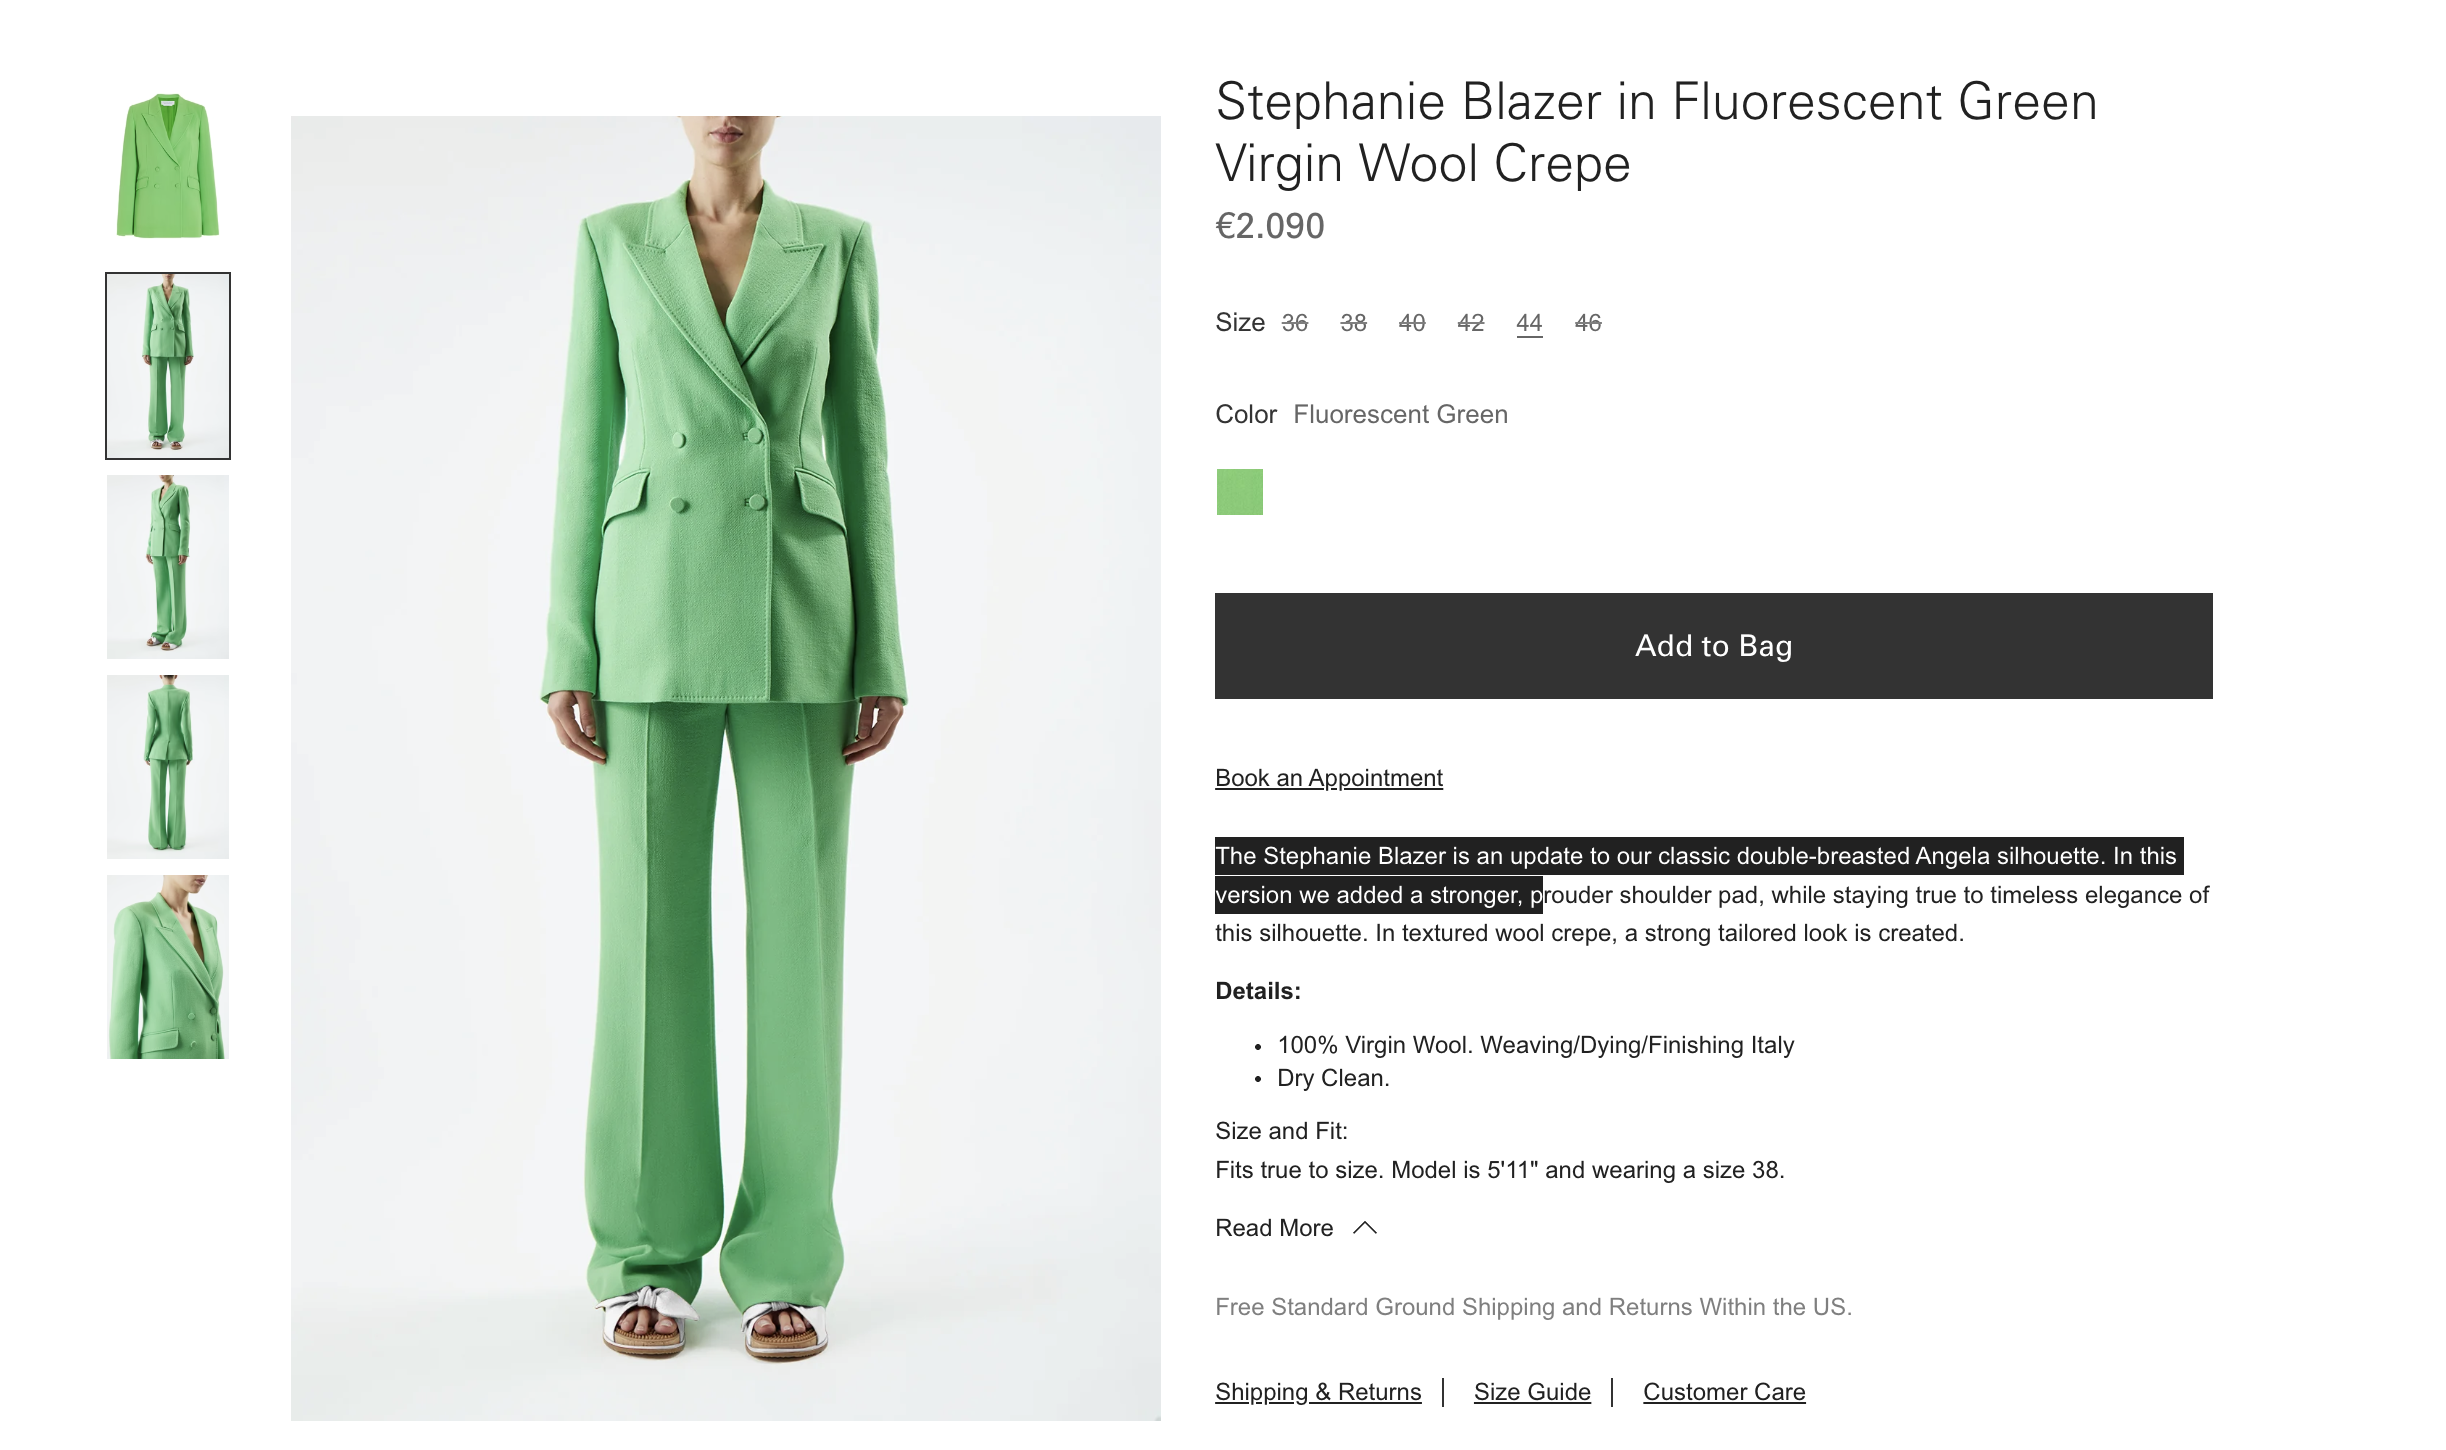 Stephanie Blazer in Fluorescent Green
Virgin Wool Crepe
€2.090
Size 36 38 40 42 44 46
Color Fluorescent Green
Add to Bag
Book an Appointment
The Stephanie Blazer is an update to our classic double-breasted Angela silhouette. In this
version we added a stronger, prouder shoulder pad, while staying true to timeless elegance of
this silhouette. In textured wool crepe, a strong tailored look is created.
Details:
• 100% Virgin Wool. Weaving/Dying/Finishing Italy
• Dry Clean.
Size and Fit:
Fits true to size. Model is 5'11" and wearing a size 38.
Read More
Free Standard Ground Shipping and Returns Within the US.
Shipping & Returns | Size Guide | Customer Care